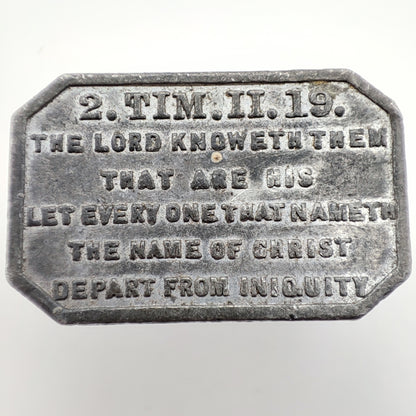 2. TIM. II. 19.
THE LORD KNOWETH THEM
THAT ARE HIS
LET EVERY ONE THAT NAMETH
THE NAME OF CHRIST
DEPART FROM INIQUITY